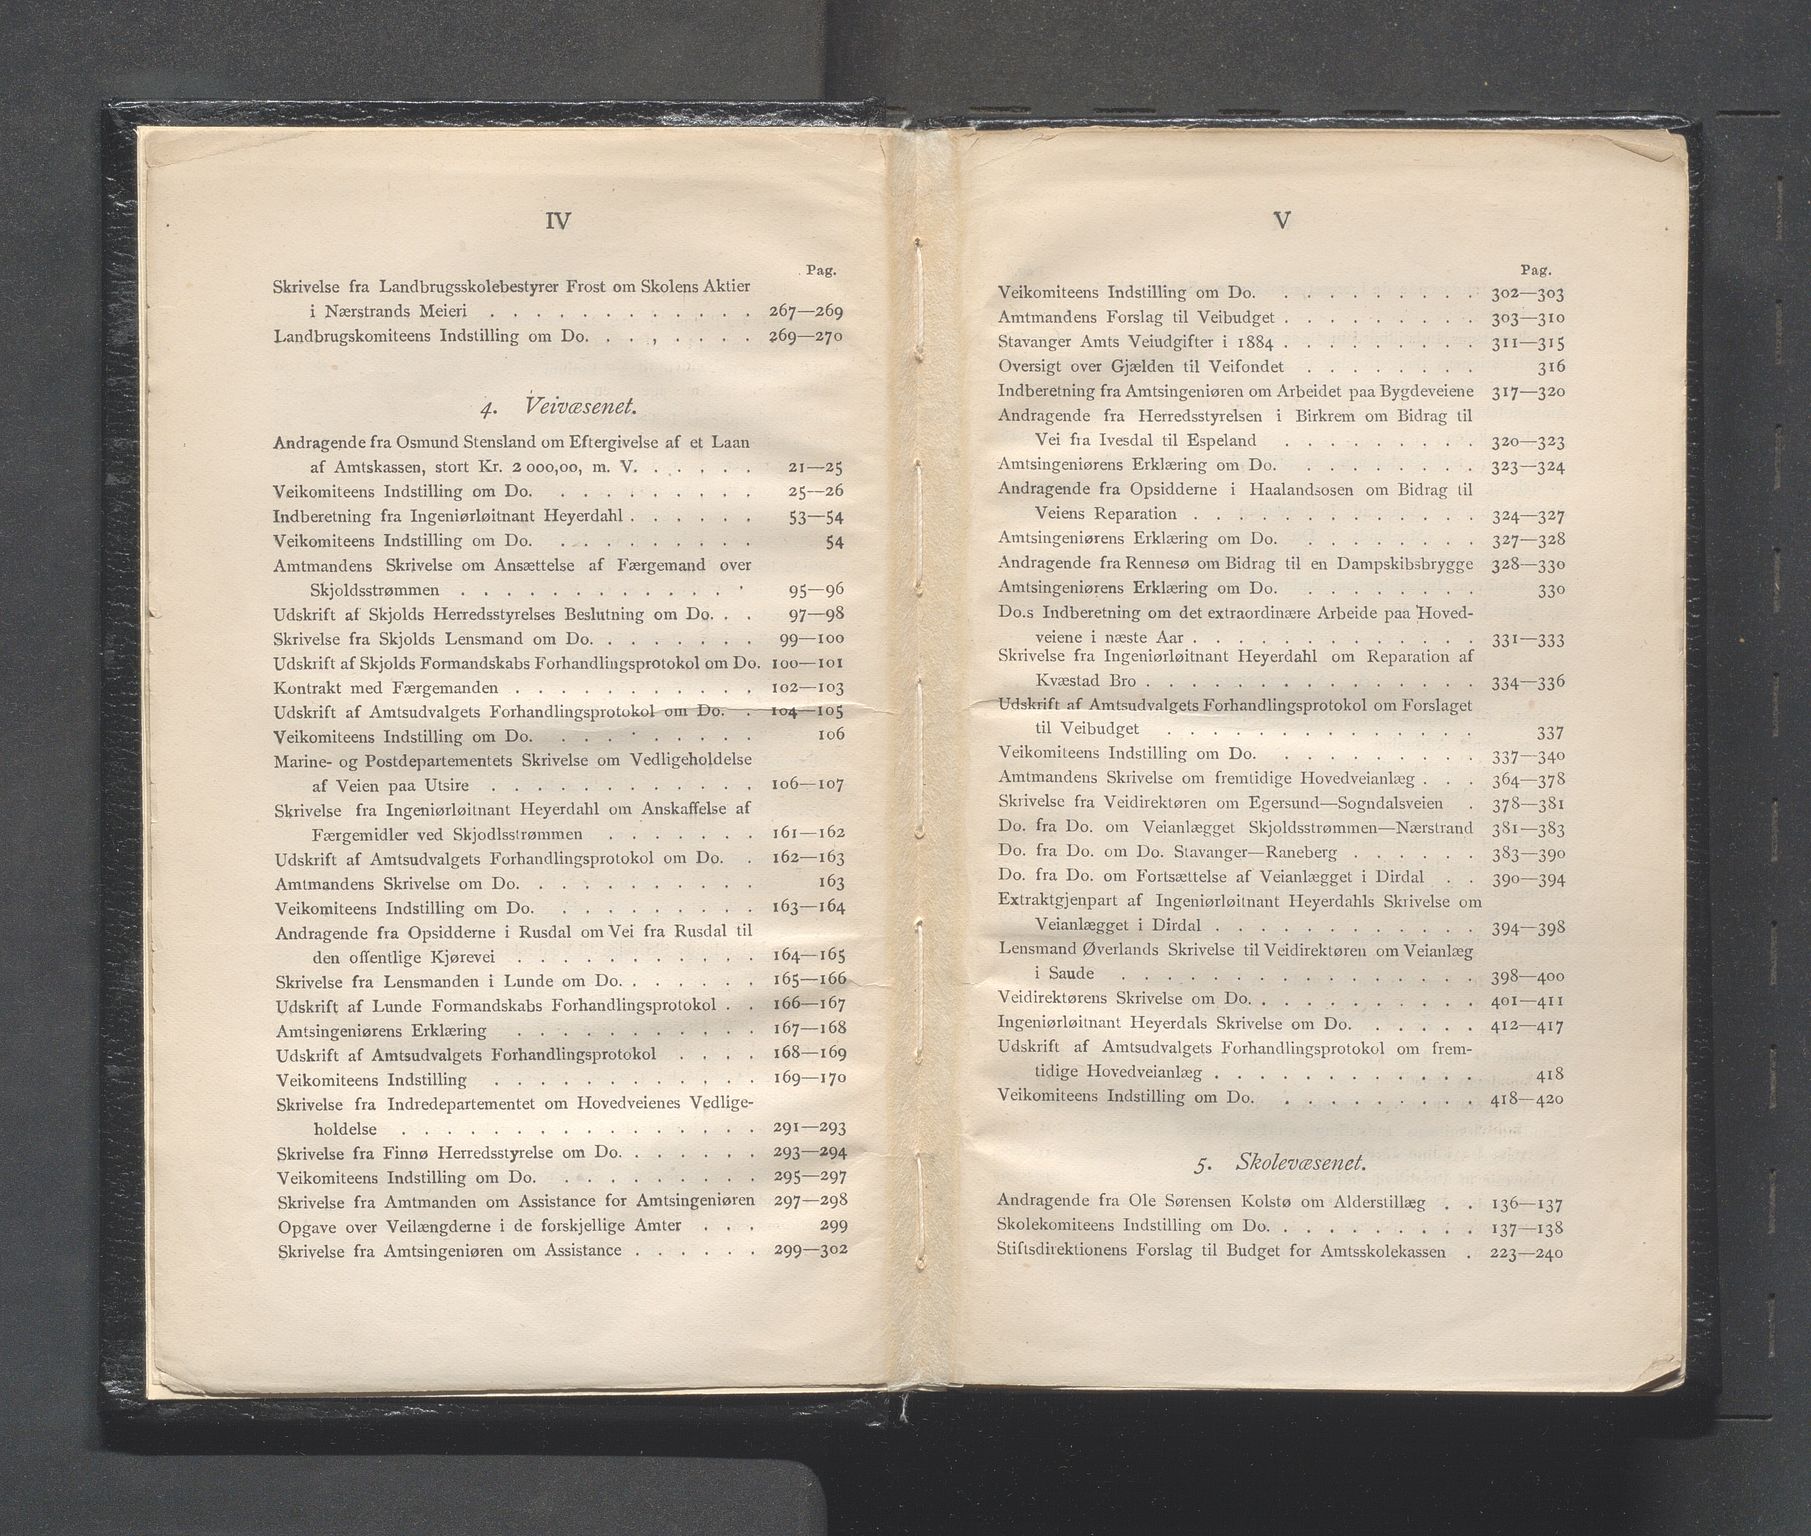 IV
Pag.
Skrivelse fra Landbrugsskolebestyrer Frost om Skolens Aktier
i Nærstrands Meieri . . . . . . . . . . . . 267—269
Landbrugskomiteens Indstilling om Do. . . , . . . . 269—270
4. Veivæsenet.
Andragende fra Osmund Stensland om Eftergivelse af et Laan
af Amtskassen, stort Kr. 2 000,00, m. V. . . . . . 21—25
Veikomiteens Indstilling om Do. . . . . . . . . . 25—26
Indberetning fra Ingeniørløitnant Heyerdahl . . . . . . 53—54
Veikomiteens Indstilling om Do. . . . . . . . . . 54
Amtmandens Skrivelse om Ansættelse af Færgemand over
Skjoldsstrømmen . . . . . . . . . . . . . 95—96
Udskrift af Skjolds Herredsstyrelses Beslutning om Do. . . 97—98
Skrivelse fra Skjolds Lensmand om Do. . . . . . . . 99—100
Udskrift af Skjolds Formandskabs Forhandlingsprotokol om Do. 100—101
Kontrakt med Færgemanden . . . . . . . . . . . 102—103
Udskrift af Amtsudvalgets Forhandlingsprotokol om Do. . 104—105
Veikomiteens Indstilling om Do. . . . . . . . . . 106
Marine- og Postdepartementets Skrivelse om Vedligeholdelse
af Veien paa Utsire . . . . . . . . . . . . 106—107
Skrivelse fra Ingeniørløitnant Heyerdahl om Anskaffelse af
Færgemidler ved Skjodlsstrømmen . . . . . . . 161—162
Udskrift af Amtsudvalgets Forhandlingsprotokol om Do. . 162—163
Amtmandens Skrivelse om Do. . . . . . . . . . . 163
Veikomiteens Indstilling om Do. . . . . . . . . . 163—164
Andragende fra Opsidderne i Rusdal om Vei fra Rusdal til
den offentlige Kjørevei . . . . . . . . . . . 164—165
Skrivelse fra Lensmanden i Lunde om Do. . . . . . . 165—166
Udskrift af Lunde Formandskabs Forhandlingsprotokol . . 166—167
Amtsingeniørens Erklæring . . . . . . . . . . . 167—168
Udskrift af Amtsudvalgets Forhandlingsprotokol . . . . 168—169
Veikomiteens Indstilling . . . . . . . . . . . . 169—170
Skrivelse fra Indredepartementet om Hovedveienes Vedlige-
holdelse . . . . . . . . . . . . . . . . 291—293
Skrivelse fra Finnø Herredsstyrelse om Do. . . . . . . 293—294
Veikomiteens Indstilling om Do. . . . . . . . . . 295—297
Skrivelse fra Amtmanden om Assistance for Amtsingeniøren 297—298
Opgave over Veilængderne i de forskjellige Amter . . . 299
Skrivelse fra Amtsingeniøren om Assistance . . . . . . 299—302
V
Pag.
Veikomiteens Indstilling om Do. . . . . . . . . . 302—303
Amtmandens Forslag til Veibudget . . . . . . . . . 303—310
Stavanger Amts Veiudgifter i 1884 . . . . . . . . . 311—315
Oversigt over Gjælden til Veifondet . . . . . . . . 316
Indberetning fra Amtsingeniøren om Arbeidet paa Bygdeveiene 317—320
Andragende fra Herredsstyrelsen i Birkrem om Bidrag til
Vei fra Ivesdal til Espeland . . . . . . . . . 320—323
Amtsingeniørens Erklæring om Do. . . . . . . . . 323—324
Andragende fra Opsidderne i Haalandsosen om Bidrag til
Veiens Reparation . . . . . . . . . . . . . 324—327
Amtsingeniørens Erklæring om Do. . . . . . . . . 327—328
Andragende fra Rennesø om Bidrag til en Dampskibsbrygge 328—330
Amtsingeniørens Erklæring om Do. . . . . . . . . 330
Do.s Indberetning om det extraordinære Arbeide paa Hoved-
veiene i næste Aar . . . . . . . . . . . . . 331—333
Skrivelse fra Ingeniørløitnant Heyerdahl om Reparation af
Kvæstad Bro . . . . . . . . . . . . . . . 334—336
Udskrift af Amtsudvalgets Forhandlingsprotokol om Forslaget
til Veibudget . . . . . . . . . . . . . . 337
Veikomiteens Indstilling om Do. . . . . . . . . . 337—340
Amtmandens Skrivelse om fremtidige Hovedveianlæg . . . 364—378
Skrivelse fra Veidirektøren om Egersund—Sogndalsveien . 378—381
Do. fra Do. om Veianlægget Skjoldsstrømmen—Nærstrand 381—383
Do. fra Do. om Do. Stavanger—Raneberg . . . . . . 383—390
Do. fra Do. om Fortsættelse af Veianlægget i Dirdal . . 390—394
Extraktgjenpart af Ingeniørløitnant Heyerdahls Skrivelse om
Veianlægget i Dirdal . . . . . . . . . . . . 394—398
Lensmand Øverlands Skrivelse til Veidirektøren om Veianlæg
i Saude . . . . . . . . . . . . . . . . 398—400
Veidirektørens Skrivelse om Do. . . . . . . . . . . 401—411
Ingeniørløitnant Heyerdals Skrivelse om Do. . . . . . 412—417
Udskrift af Amtsudvalgets Forhandlingsprotokol om frem-
tidige Hovedveianlæg . . . . . . . . . . . . 418
Veikomiteens Indstilling om Do. . . . . . . . . . 418—420
5. Skolevæsenet.
Andragende fra Ole Sørensen Kolstø om Alderstillæg . . 136—137
Skolekomiteens Indstilling om Do. . . . . . . . . . 137—138
Stiftsdirektionens Forslag til Budget for Amtsskolekassen . 223—240